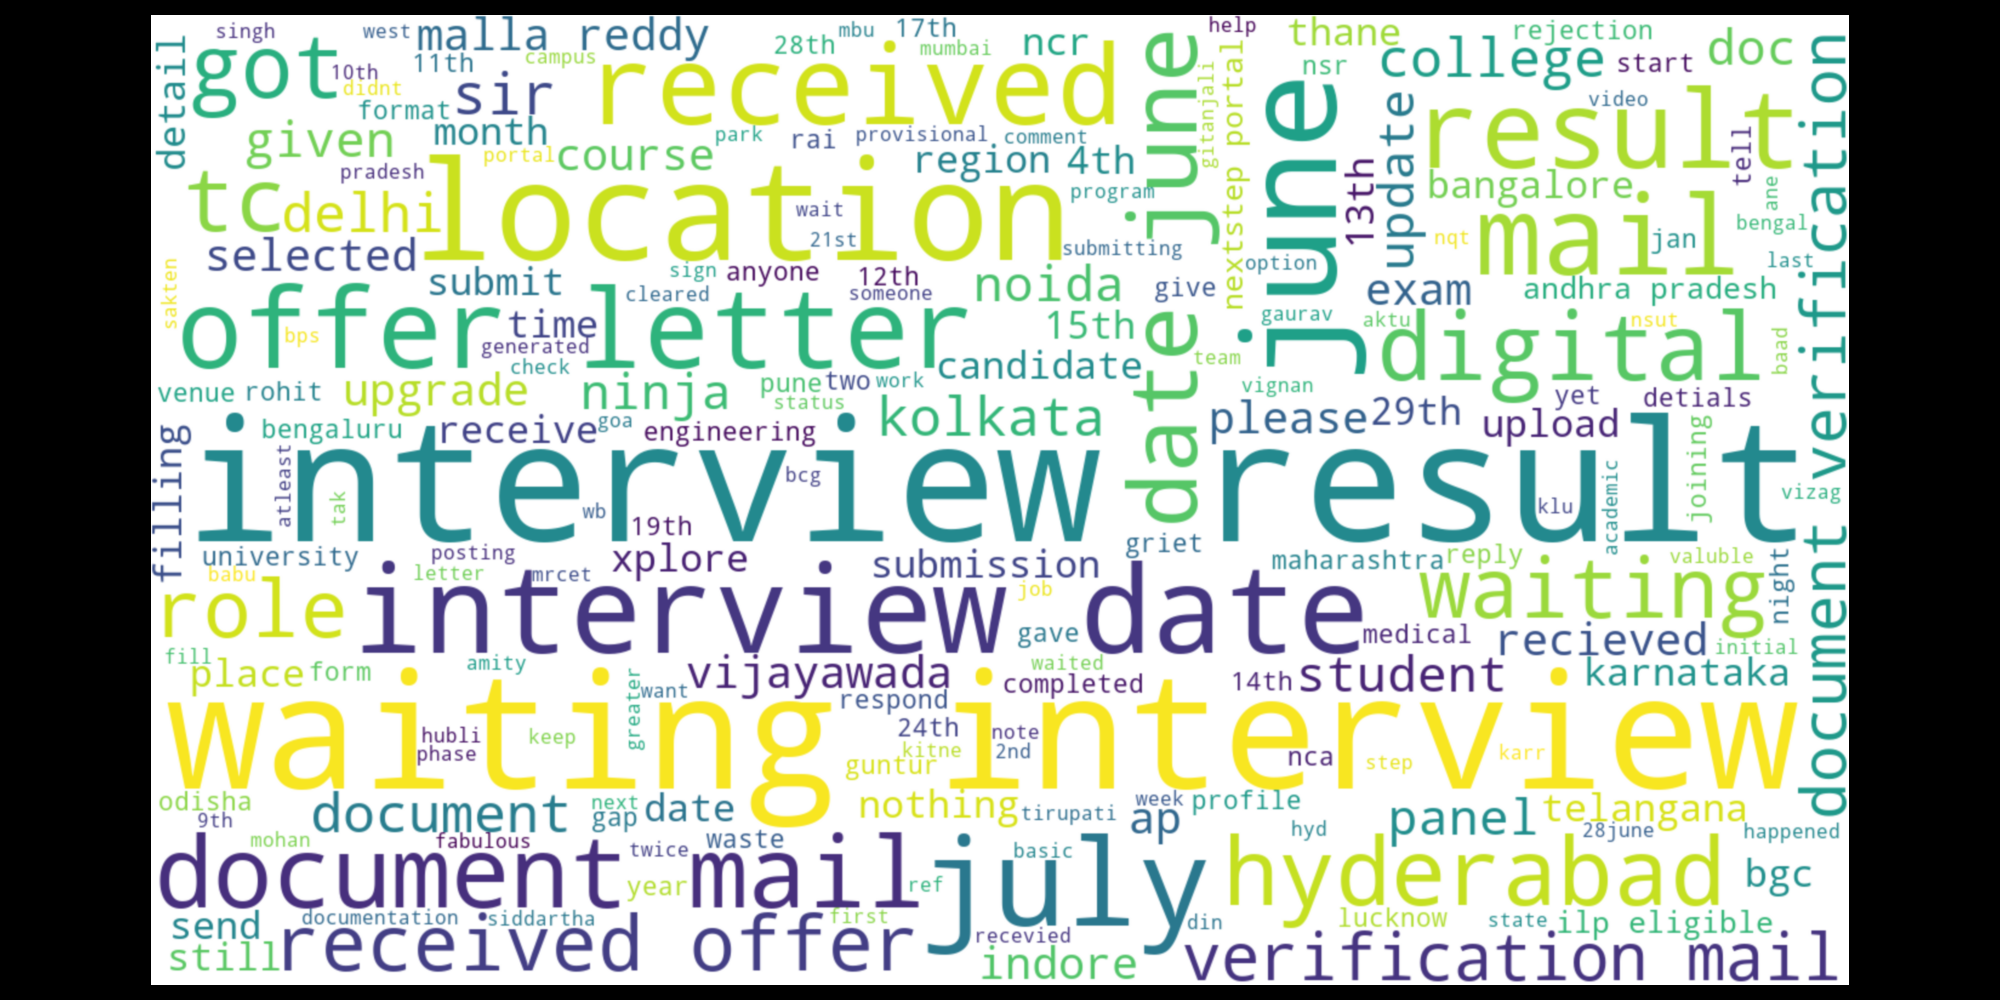 singh
west
malla reddy
28th
mbu
17th
ncr
help
thane
rejection
doc
detail
got
10th
11th
campus
received
mumbai
date june
nsr
college
start
didnt
format
sir
gitanjali
nextstep portal
june
video
result
document verification
given
month
park
rai
provisional
comment
update
tell
pradesh
portal
course
region
4th
13th
bangalore
ane
tc
delhi
location
program
mail
bengal
wait
21st
nqt
jan
selected
submitting
option
last
sakten
submit
sign
anyone
12th
noida
give
exam
andhra pradesh
cleared
someone
offer letter
bps
time
15th
gaurav
aktu
digital
nsut
baad
generated
check
candidate
team
venue
rohit
upgrade
ninja
pune
two
work
status
vignan
yet
detials
filling
bengaluru
receive
goa
engineering
kolkata
please
29th
upload
joining
interview
result
atleast
tak
bcg
wb
klu
academic
vizag
19th
university
posting
xplore
submission
griet
maharashtra
reply
valuble
night
babu
letter
mrcet
job
waiting
role
interview date
gave
medical
recieved
initial
fill
place
form
amity
vijayawada
waited
completed
14th
student
karnataka
greater
want
respond
waiting interview
hubli
phase
keep
24th
kitne
note
2nd
nca
step
karr
guntur
odisha
9th
document
next
gap
date
nothing
tirupati
week
ap
profile
panel
telangana
28june
happened
hyd
mohan
fabulous
twice
waste
basic
document mail
year
ref
july
hyderabad
bgc
send
documentation
siddartha
first
din
lucknow
state
ilp eligible
still
received offer
recevied
indore
verification mail